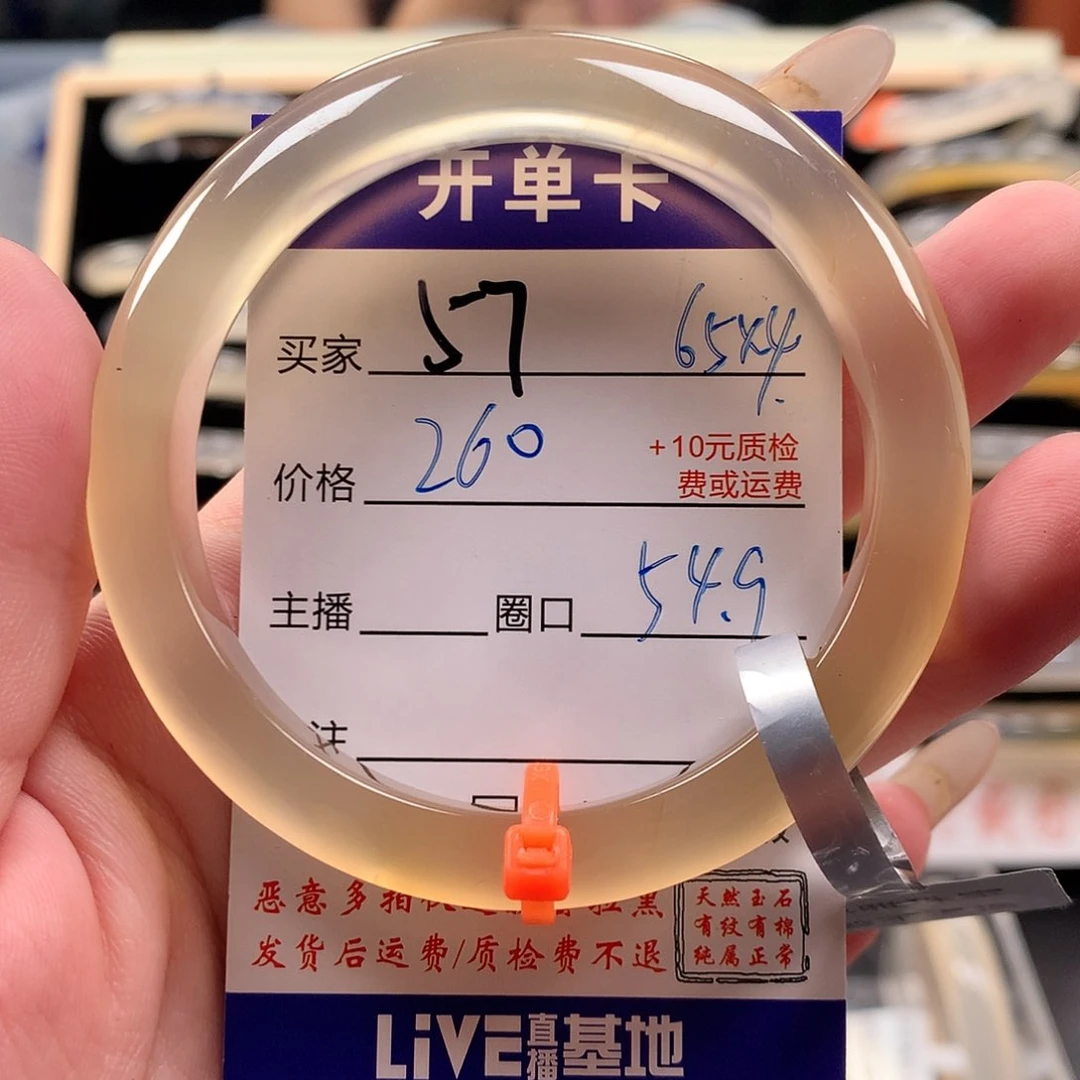 开单卡
买家 57 65x4.
价格 260 +10元质检
费或运费
主播 圈口 54.9
注
恶意多拍
黑
发货后运费/质检费不退
天然玉石
有纹有棉
纯属正常
LiVE直播基地